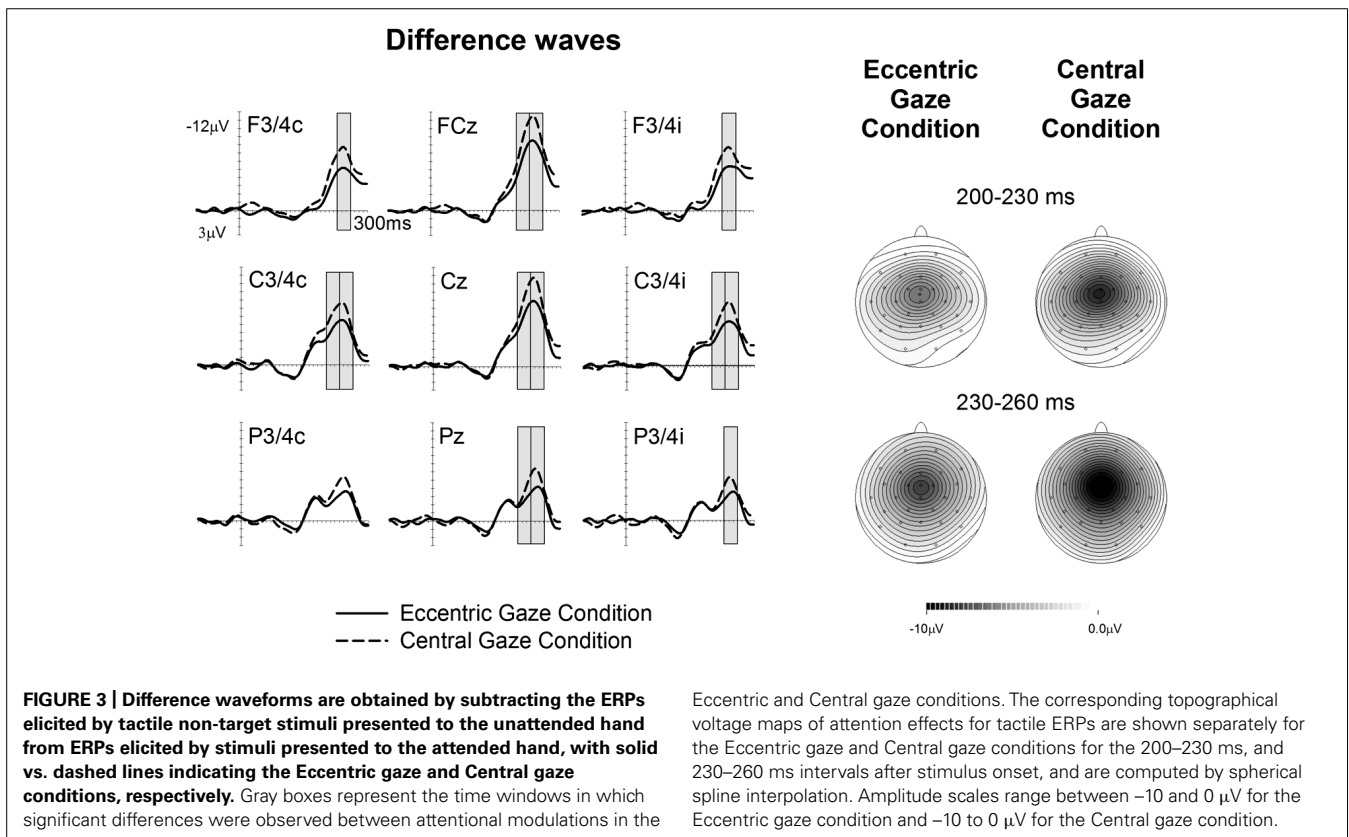 Difference waves
Eccentric
Gaze
Condition
Central
Gaze
Condition
-12µV
F3/4c
FCz
F3/4i
3µV
300ms
200-230 ms
C3/4c
Cz
C3/4i
230-260 ms
P3/4c
Pz
P3/4i
Eccentric Gaze Condition
Central Gaze Condition
-10µV
0.0µV
FIGURE 3 | Difference waveforms are obtained by subtracting the ERPs
elicited by tactile non-target stimuli presented to the unattended hand
from ERPs elicited by stimuli presented to the attended hand, with solid
vs. dashed lines indicating the Eccentric gaze and Central gaze
conditions, respectively. Gray boxes represent the time windows in which
significant differences were observed between attentional modulations in the
Eccentric and Central gaze conditions. The corresponding topographical
voltage maps of attention effects for tactile ERPs are shown separately for
the Eccentric gaze and Central gaze conditions for the 200–230 ms, and
230–260 ms intervals after stimulus onset, and are computed by spherical
spline interpolation. Amplitude scales range between –10 and 0 µV for the
Eccentric gaze condition and –10 to 0 µV for the Central gaze condition.